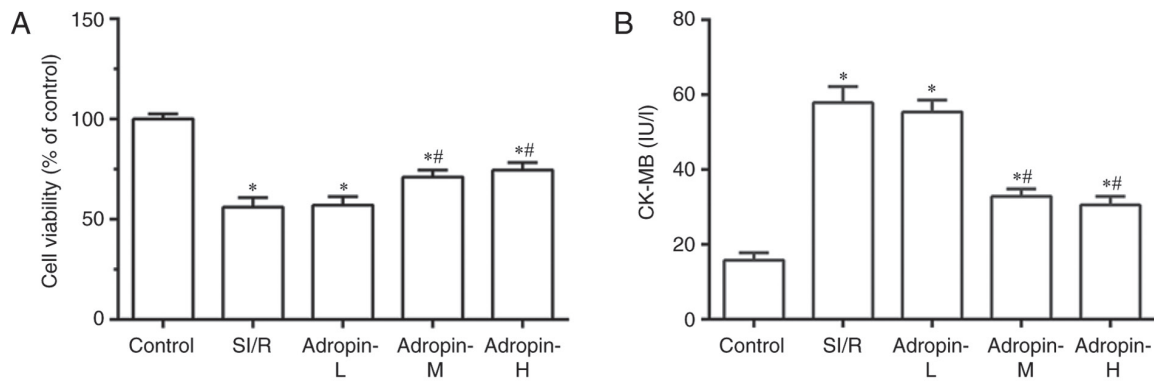 A
Cell viability (% of control)
150
100
50
0
*
*
*#
*#
Control
SI/R
Adropin-
L
Adropin-
M
Adropin-
H
B
CK-MB (IU/l)
80
60
40
20
0
*
*
*#
*#
Control
SI/R
Adropin-
L
Adropin-
M
Adropin-
H